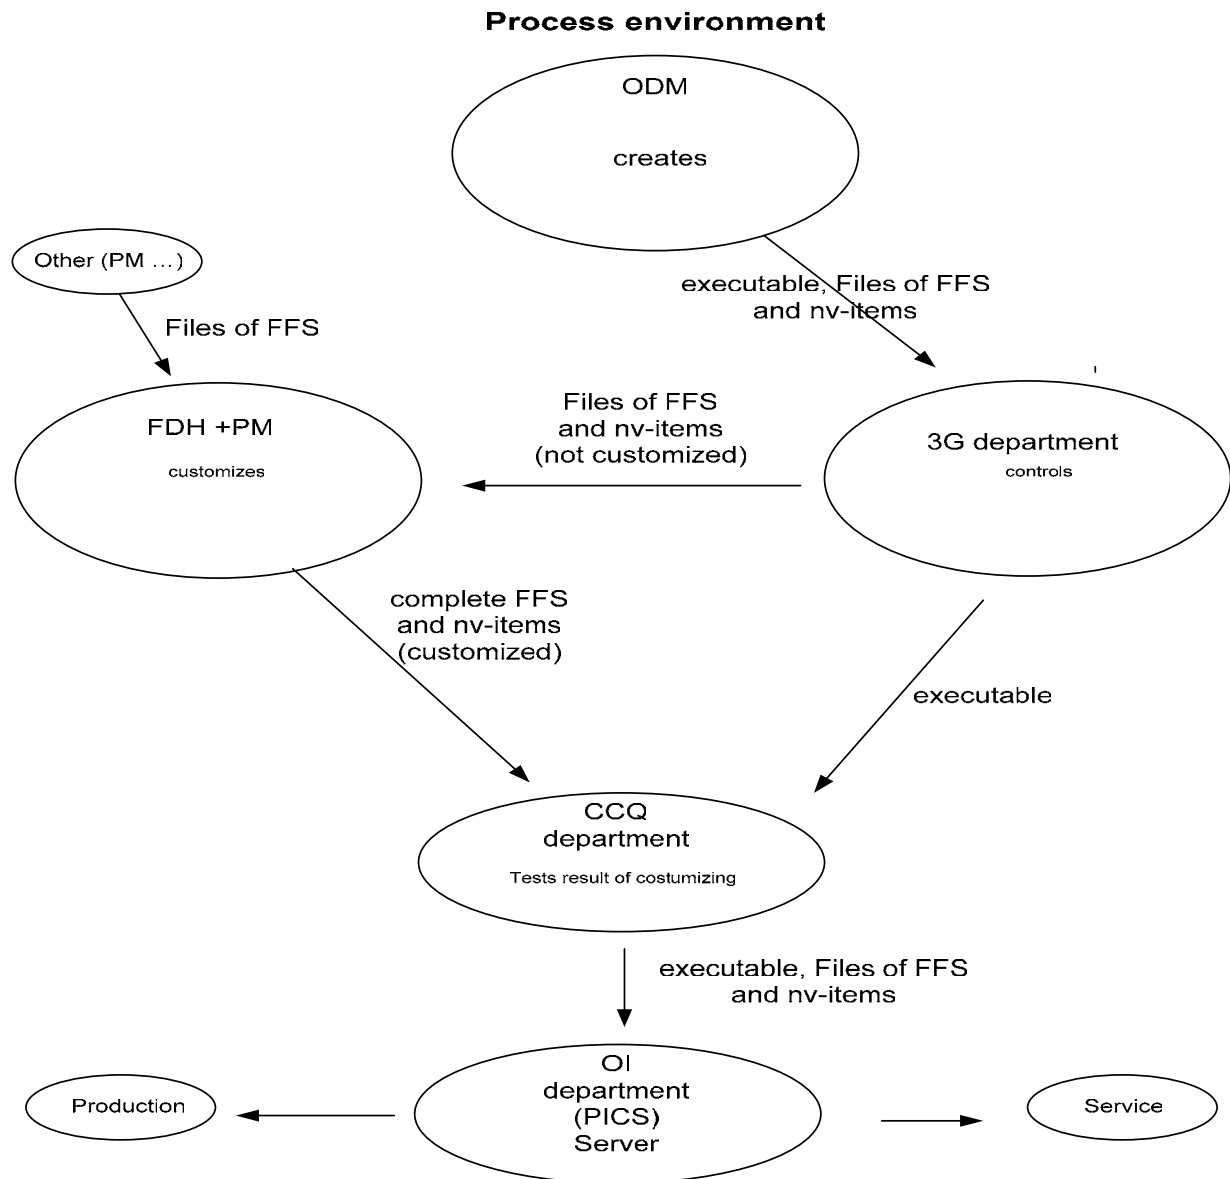 Process environment
ODM
creates
Other (PM ...)
executable, Files of FFS
and nv-items
Files of FFS
FDH +PM
customizes
Files of FFS
and nv-items
(not customized)
3G department
controls
complete FFS
and nv-items
(customized)
executable
CCQ
department
Tests result of costumizing
executable, Files of FFS
and nv-items
OI
department
(PICS)
Server
Production
Service